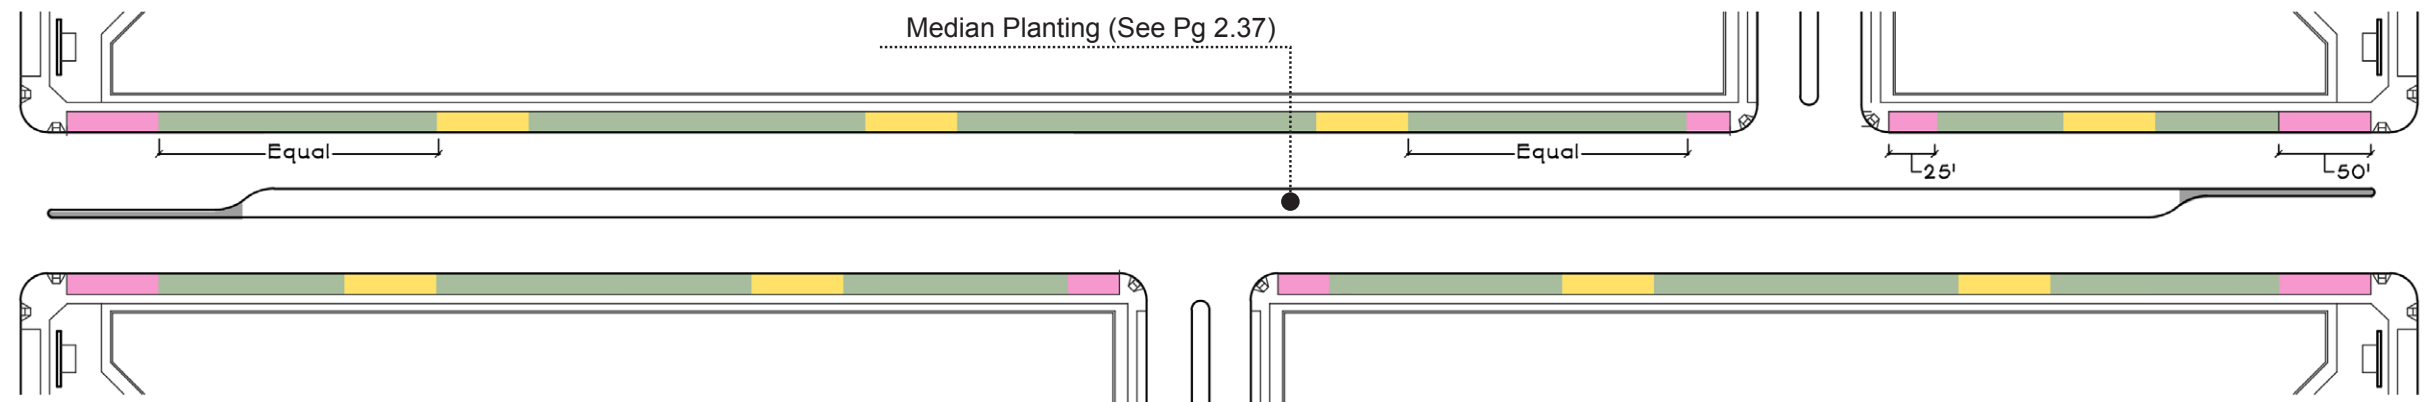 Median Planting (See Pg 2.37)
Equal
Equal
25'
50'